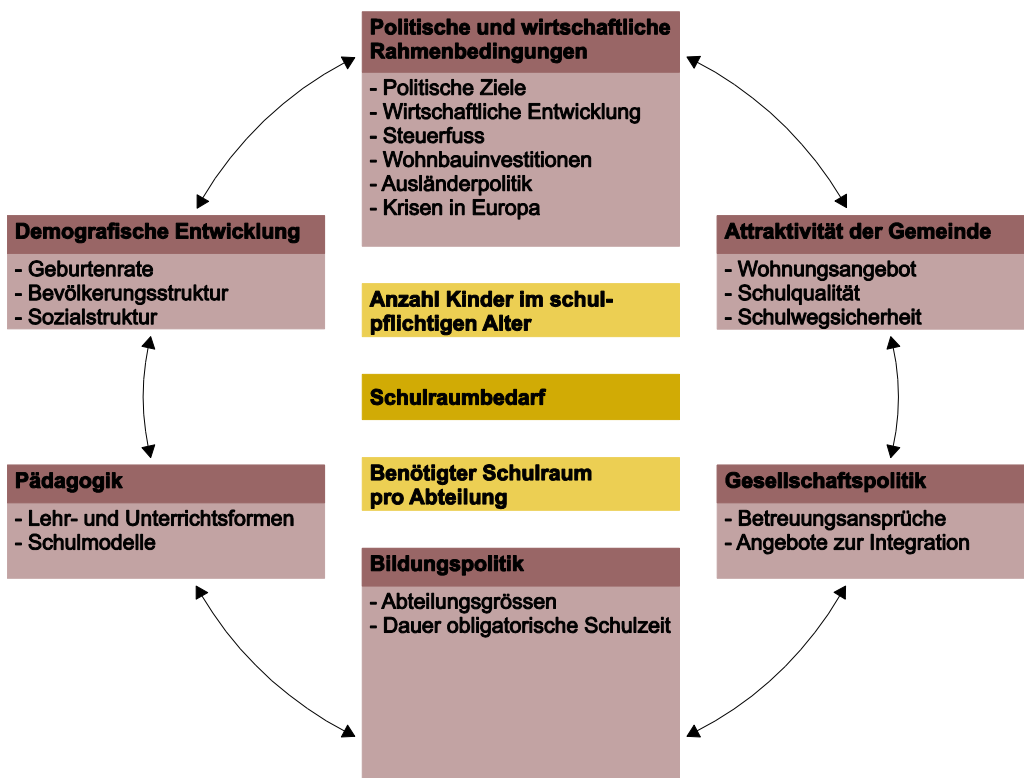 Politische und wirtschaftliche
Rahmenbedingungen
- Politische Ziele
- Wirtschaftliche Entwicklung
- Steuerfuss
- Wohnbauinvestitionen
- Ausländerpolitik
- Krisen in Europa
Demografische Entwicklung
- Geburtenrate
- Bevölkerungsstruktur
- Sozialstruktur
Attraktivität der Gemeinde
- Wohnungsangebot
- Schulqualität
- Schulwegsicherheit
Anzahl Kinder im schul-
pflichtigen Alter
Schulraumbedarf
Benötigter Schulraum
pro Abteilung
Pädagogik
- Lehr- und Unterrichtsformen
- Schulmodelle
Gesellschaftspolitik
- Betreuungsansprüche
- Angebote zur Integration
Bildungspolitik
- Abteilungsgrössen
- Dauer obligatorische Schulzeit